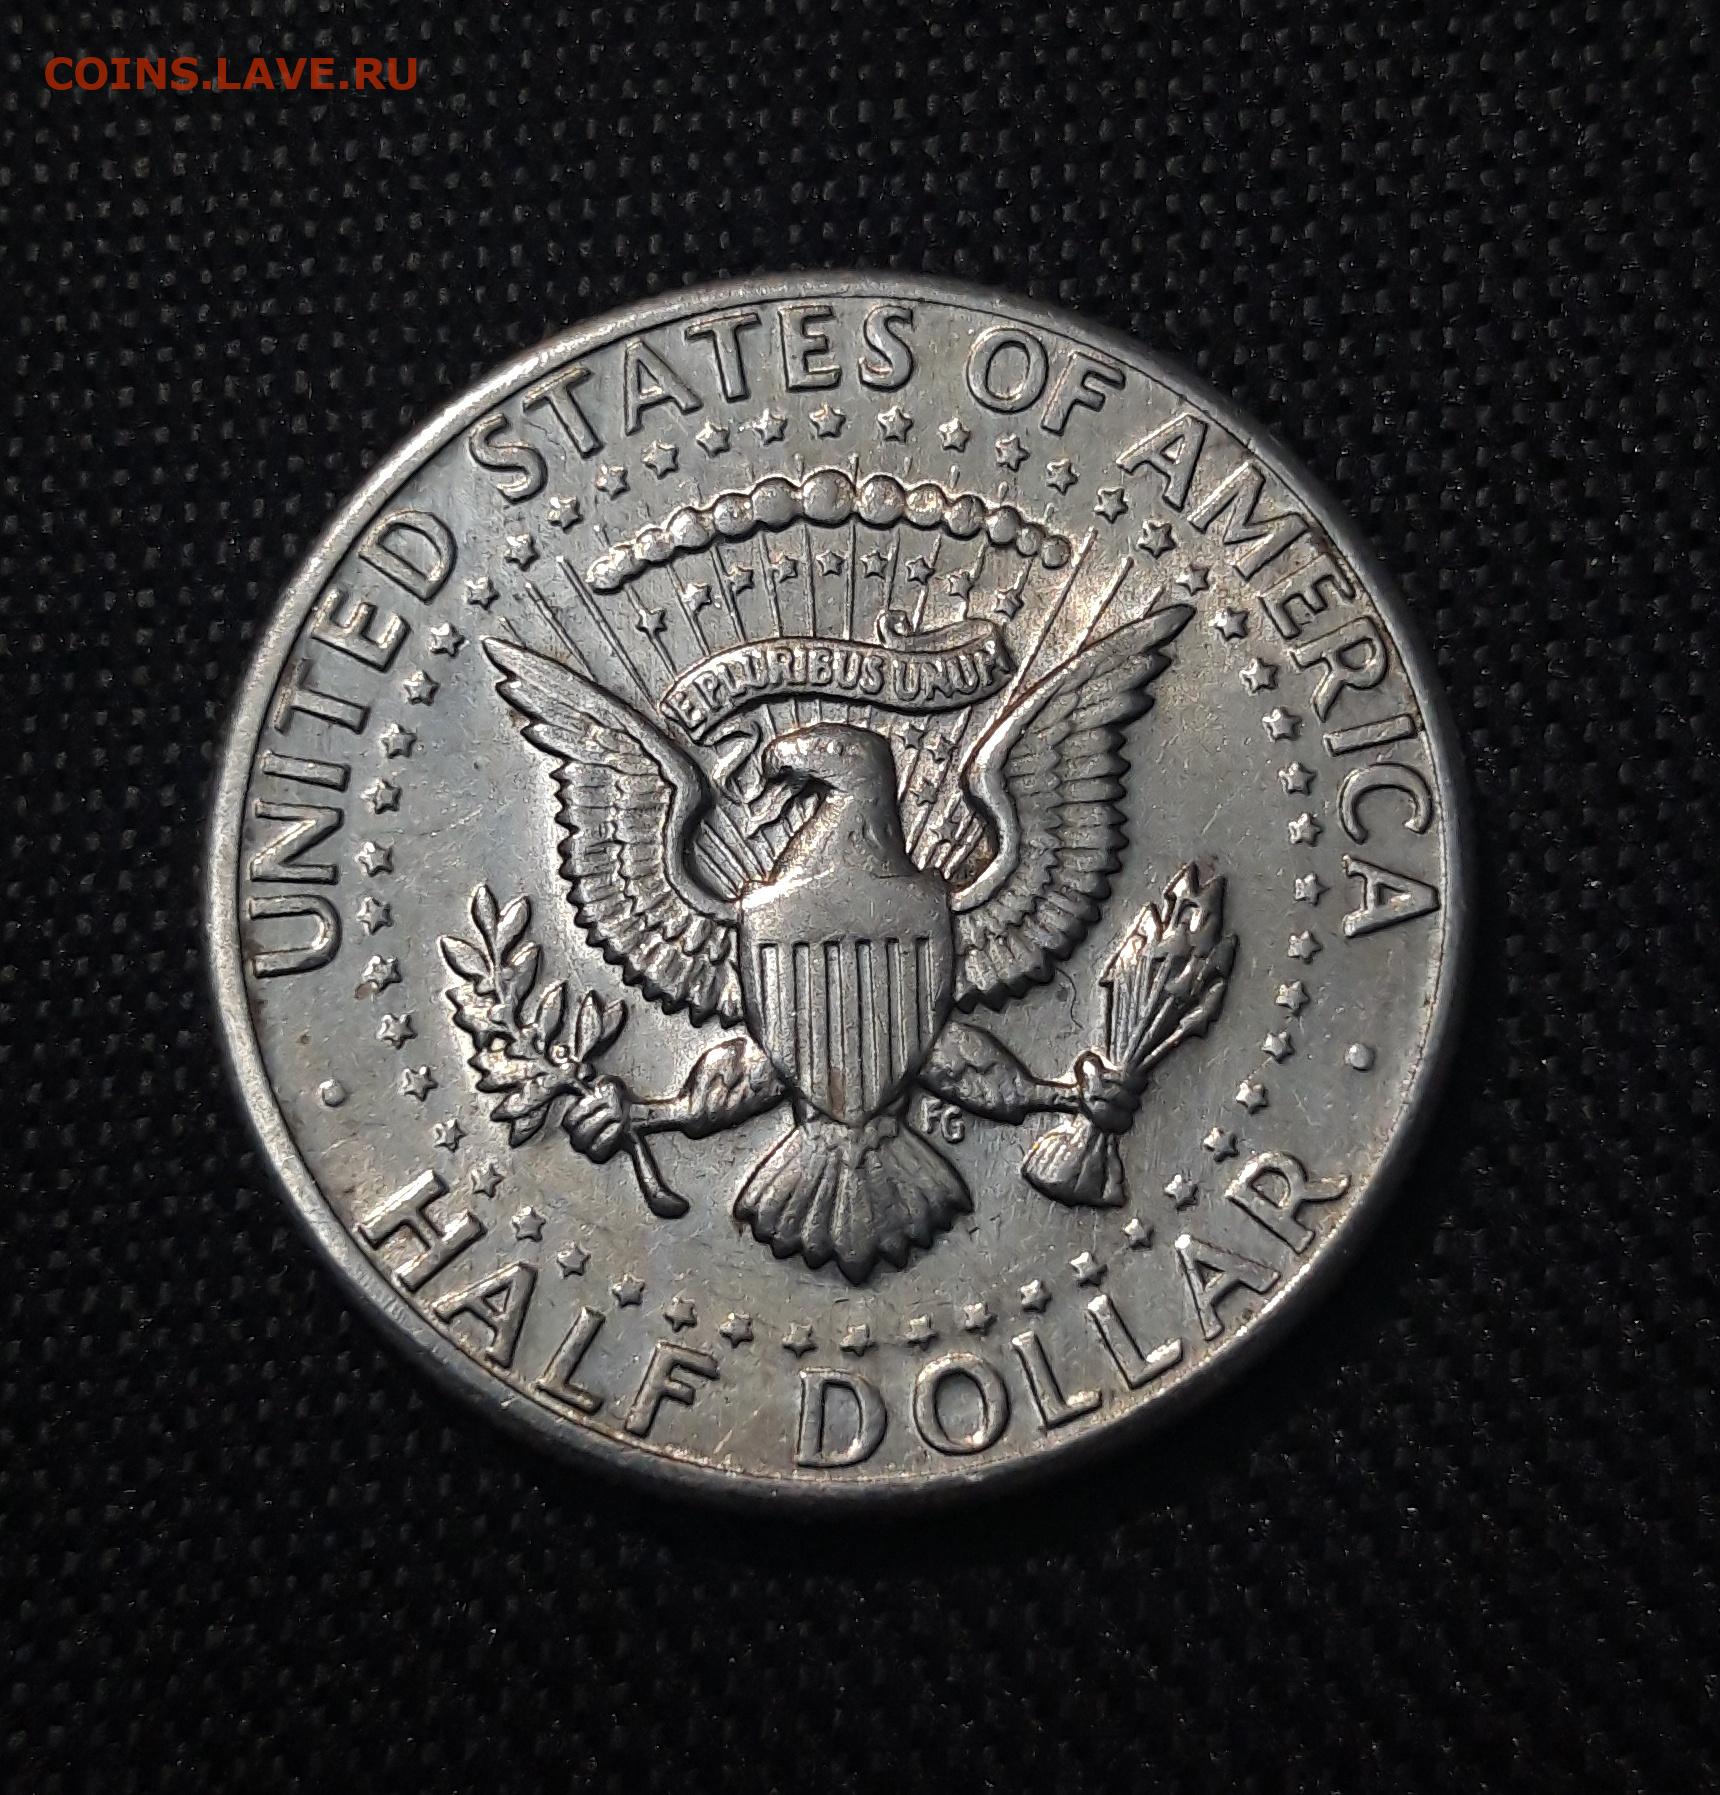 COINS.LAVE.RU
UNITED STATES OF AMERICA
E PLURIBUS UNUM
FG
HALF DOLLAR